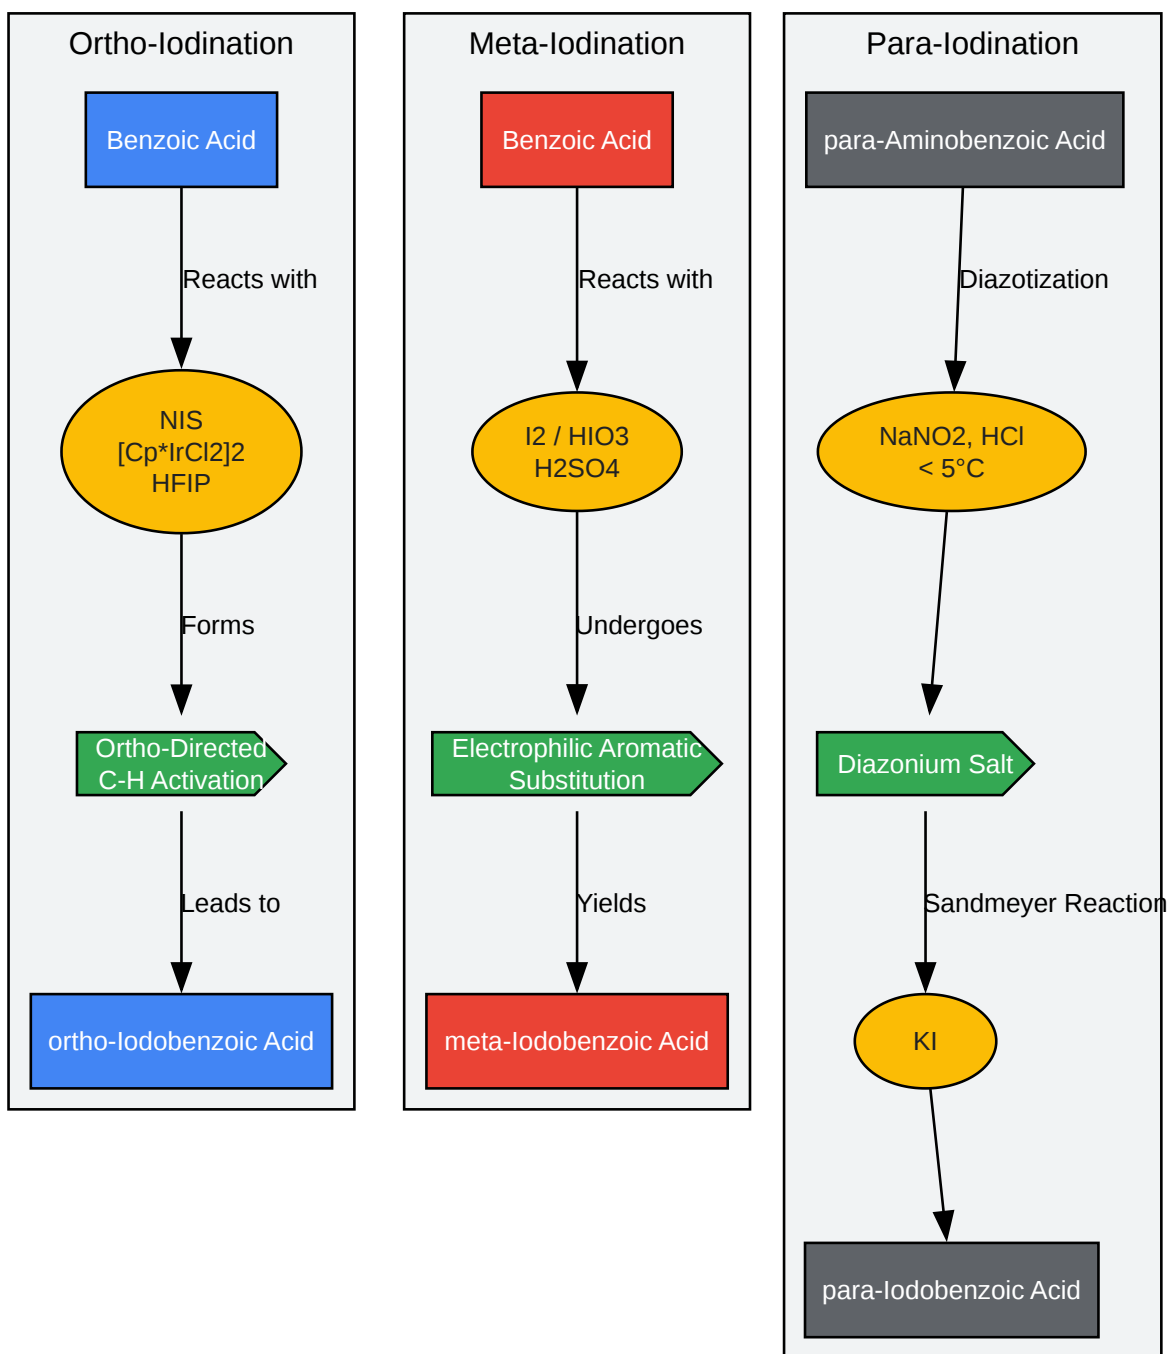 Ortho-Iodination
Benzoic Acid
Reacts with
NIS
[Cp*IrCl2]2
HFIP
Forms
Ortho-Directed
C-H Activation
Leads to
ortho-Iodobenzoic Acid
Meta-Iodination
Benzoic Acid
Reacts with
I2 / HIO3
H2SO4
Undergoes
Electrophilic Aromatic
Substitution
Yields
meta-Iodobenzoic Acid
Para-Iodination
para-Aminobenzoic Acid
Diazotization
NaNO2, HCl
< 5°C
Diazonium Salt
Sandmeyer Reaction
KI
para-Iodobenzoic Acid